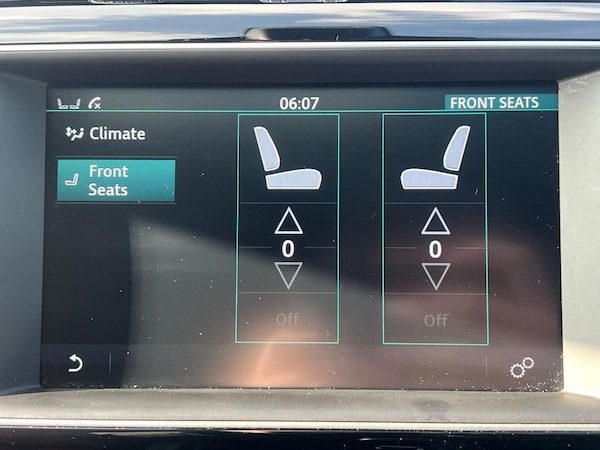 06:07
FRONT SEATS
Climate
Front
Seats
0
0
Off
Off